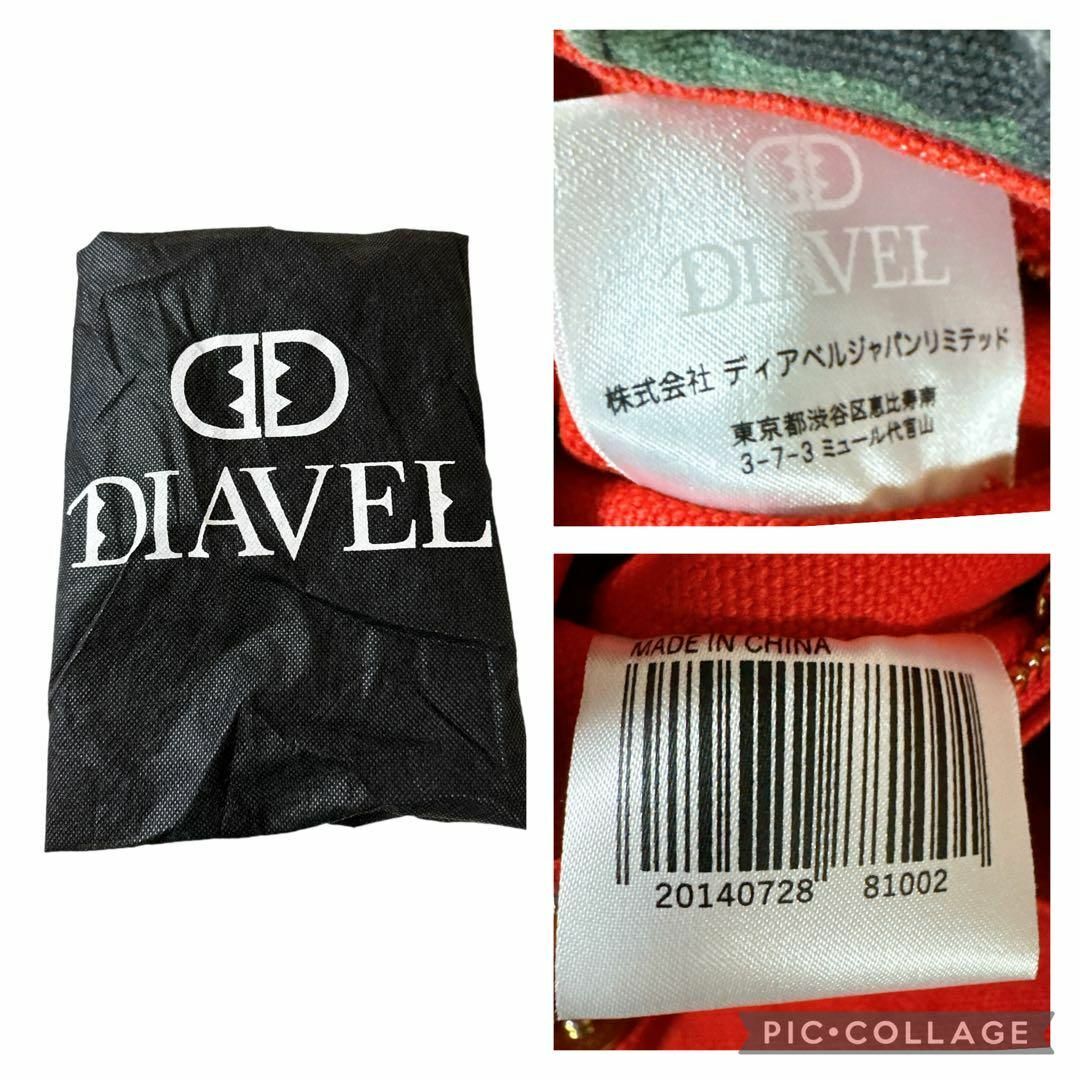 DIAVEL
DIAVEL
株式会社 ディアベルジャパンリミテッド
東京都渋谷区恵比寿南
3-7-3 ミュール代官山
MADE IN CHINA
20140728 81002
PIC•COLLAGE